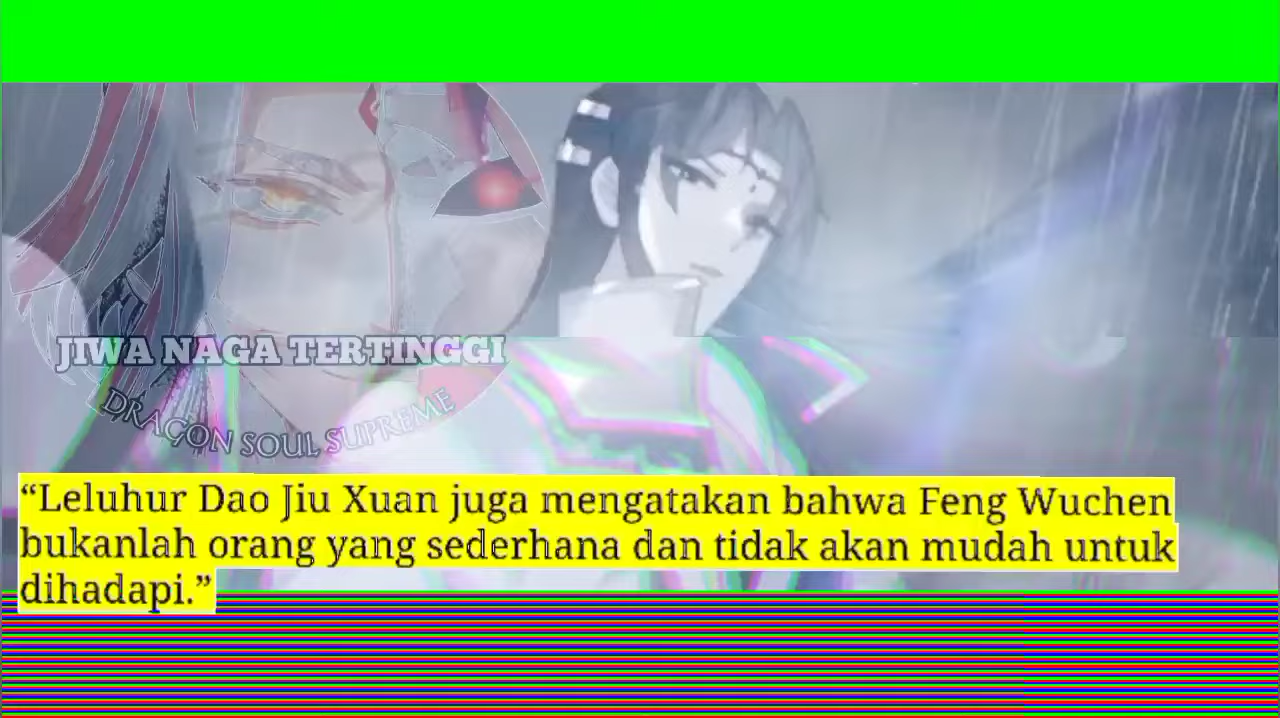 JIWA NAGA TERTINGGI
DRAGON SOUL SUPREME
“Leluhur Dao Jiu Xuan juga mengatakan bahwa Feng Wuchen
bukanlah orang yang sederhana dan tidak akan mudah untuk
dihadapi.”